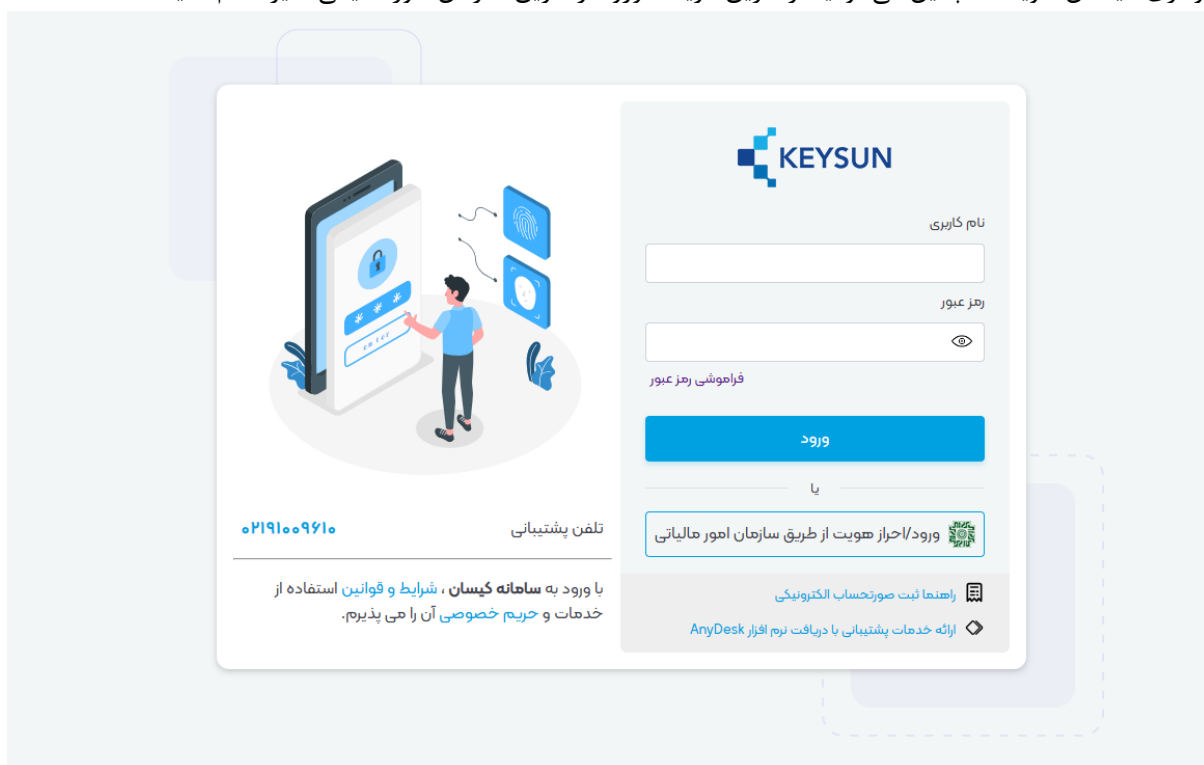 KEYSUN
نام کاربری
رمز عبور
فراموشی رمز عبور
ورود
یا
ورود/احراز هویت از طریق سازمان امور مالیاتی
راهنما ثبت صورتحساب الکترونیکی
ارائه خدمات پشتیبانی با دریافت نرم افزار AnyDesk
enter
تلفن پشتیبانی ۰۲۱۹۱۰۰۹۶۱۰
با ورود به سامانه کیسان ، شرایط و قوانین استفاده از
خدمات و حریم خصوصی آن را می پذیرم.